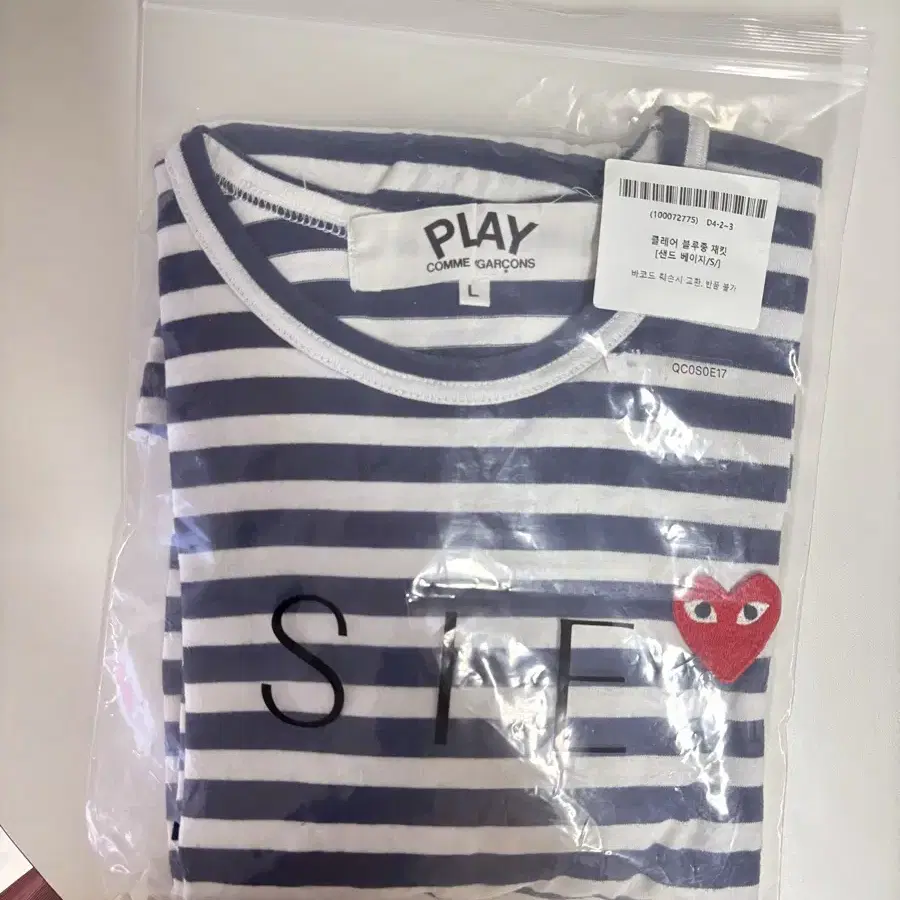 PLAY
COMME GARÇONS
L
(100072775) D4-2~3
클레어 블루종 재킷
[샌드 베이지/S/]
바코드 훼손시 교환, 반품 불가
QC0S0E17
SIE